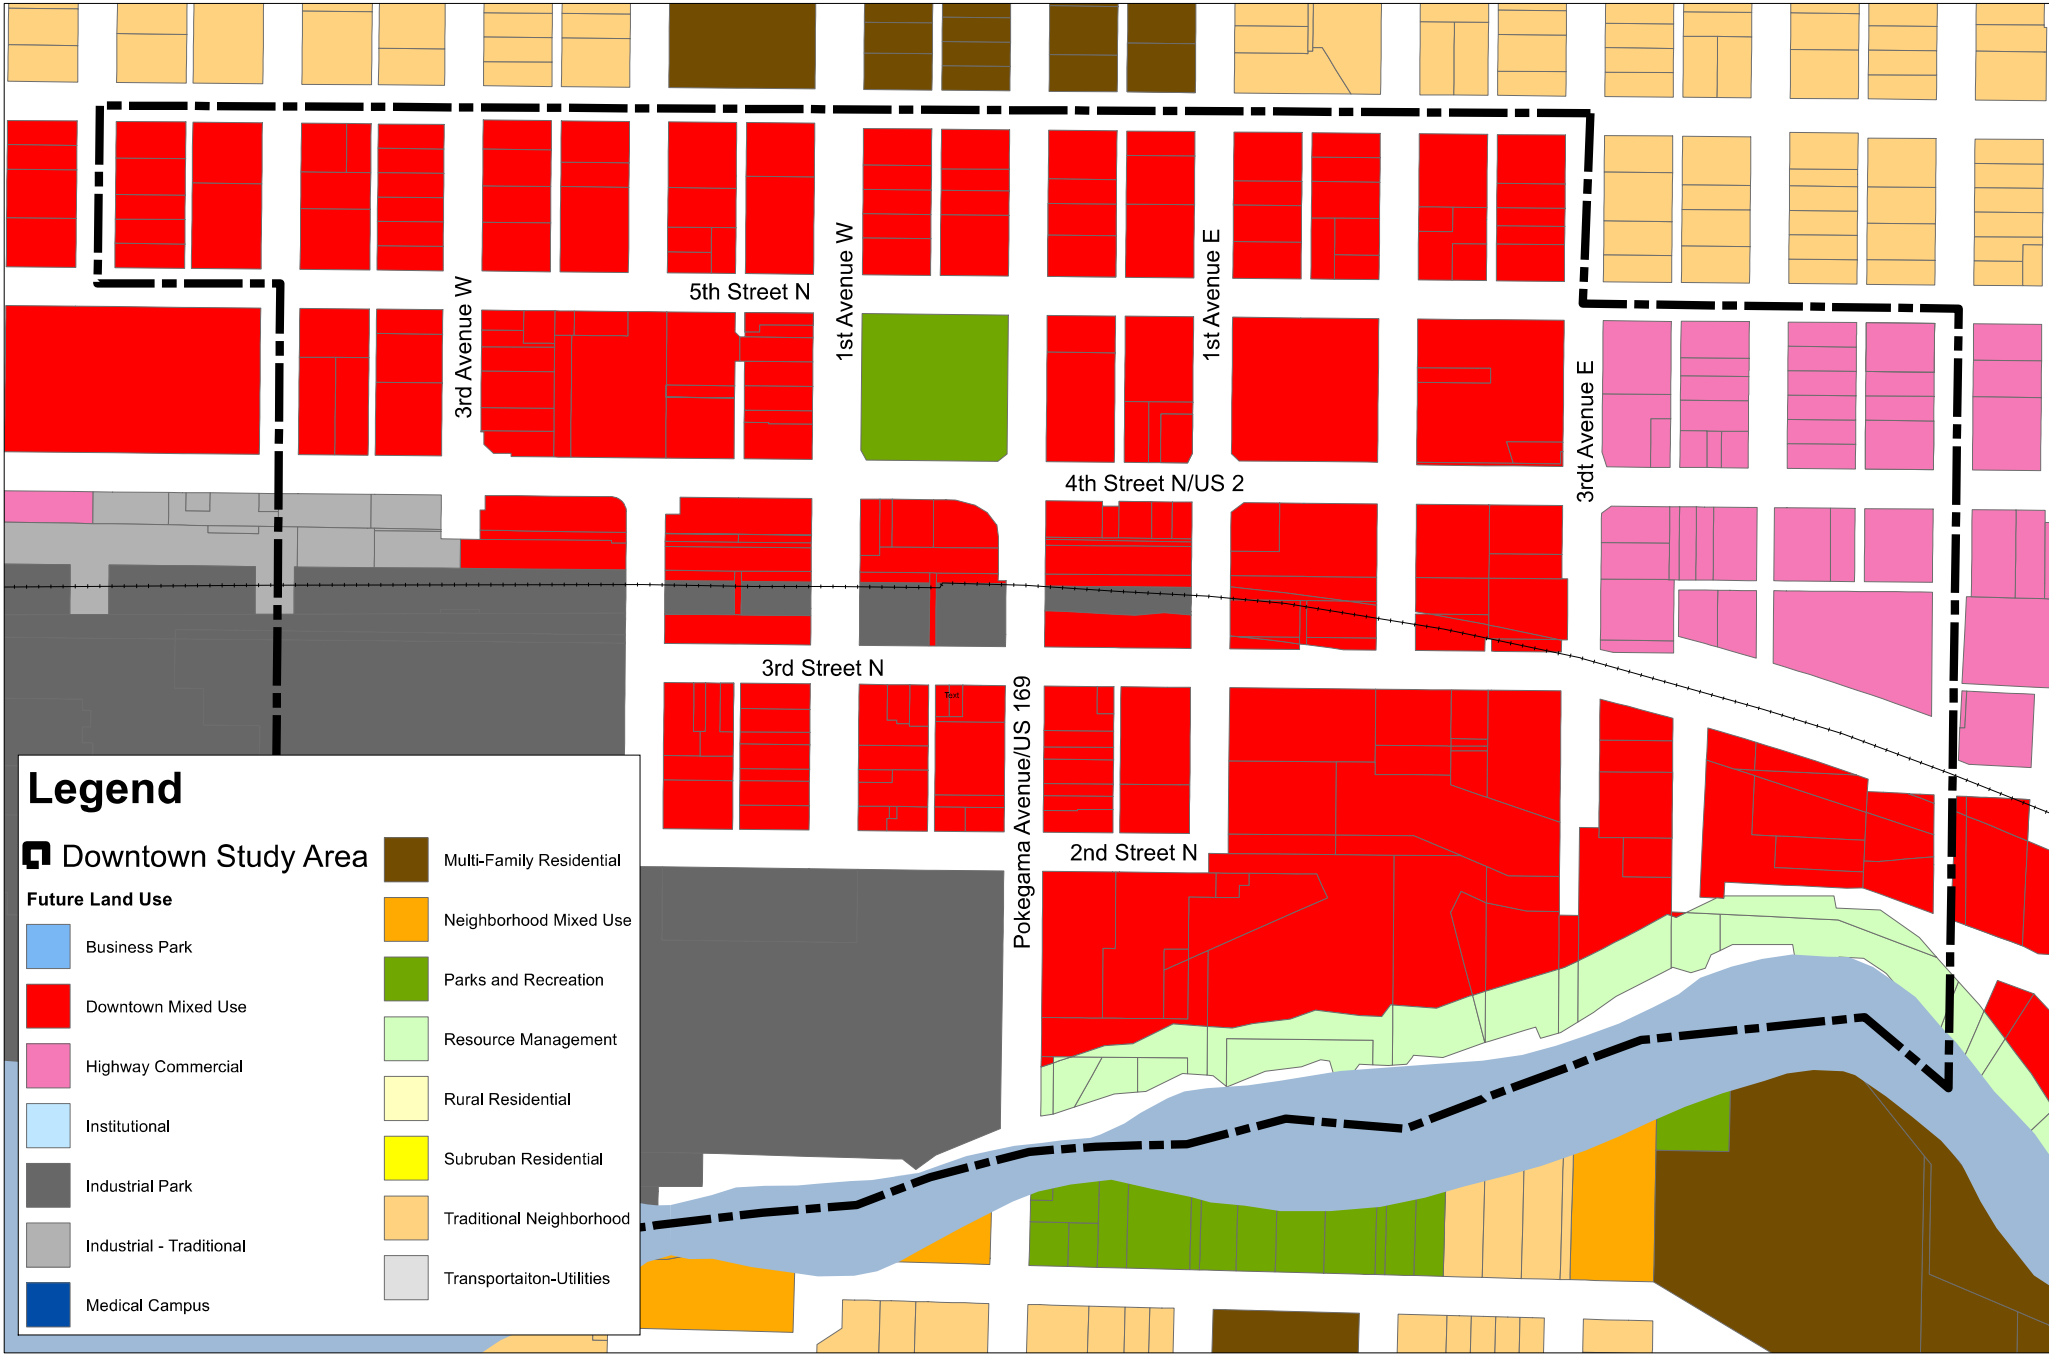 5th Street N
3rd Avenue W
1st Avenue W
1st Avenue E
3rdt Avenue E
4th Street N/US 2
3rd Street N
Text
Pokegama Avenue/US 169
2nd Street N
Legend
Downtown Study Area
Future Land Use
Business Park
Downtown Mixed Use
Highway Commercial
Institutional
Industrial Park
Industrial - Traditional
Medical Campus
Multi-Family Residential
Neighborhood Mixed Use
Parks and Recreation
Resource Management
Rural Residential
Subruban Residential
Traditional Neighborhood
Transportaiton-Utilities